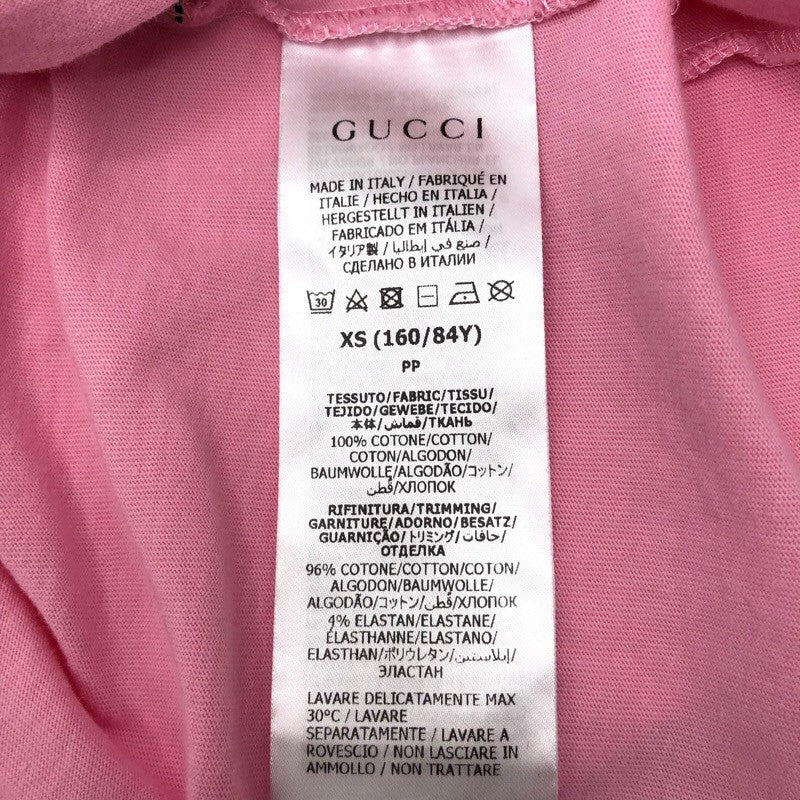 GUCCI
MADE IN ITALY / FABRIQUÉ EN
ITALIE / HECHO EN ITALIA /
HERGESTELLT IN ITALIEN /
FABRICADO EM ITÁLIA /
イタリア製 / صنع في إيطاليا /
СДЕЛАНО В ИТАЛИИ
30
XS (160/84Y)
PP
TESSUTO/FABRIC/TISSU/
TEJIDO/GEWEBE/TECIDO/
本体/قماش/ТКАНЬ
100% COTONE/COTTON/
COTON/ALGODON/
BAUMWOLLE/ALGODÃO/コットン/
قُطن/ХЛОПОК
RIFINITURA/TRIMMING/
GARNITURE/ADORNO/BESATZ/
GUARNIÇÃO/トリミング/حافات/
ОТДЕЛКА
96% COTONE/COTTON/COTON/
ALGODON/BAUMWOLLE/
ALGODÃO/コットン/قُطن/ХЛОПОК
4% ELASTAN/ELASTANE/
ELASTHANNE/ELASTANO/
ELASTHAN/ポリウレタン/إيلاستين/
ЭЛАСТАН
LAVARE DELICATAMENTE MAX
30°C / LAVARE
SEPARATAMENTE / LAVARE A
ROVESCIO / NON LASCIARE IN
AMMOLLO / NON TRATTARE